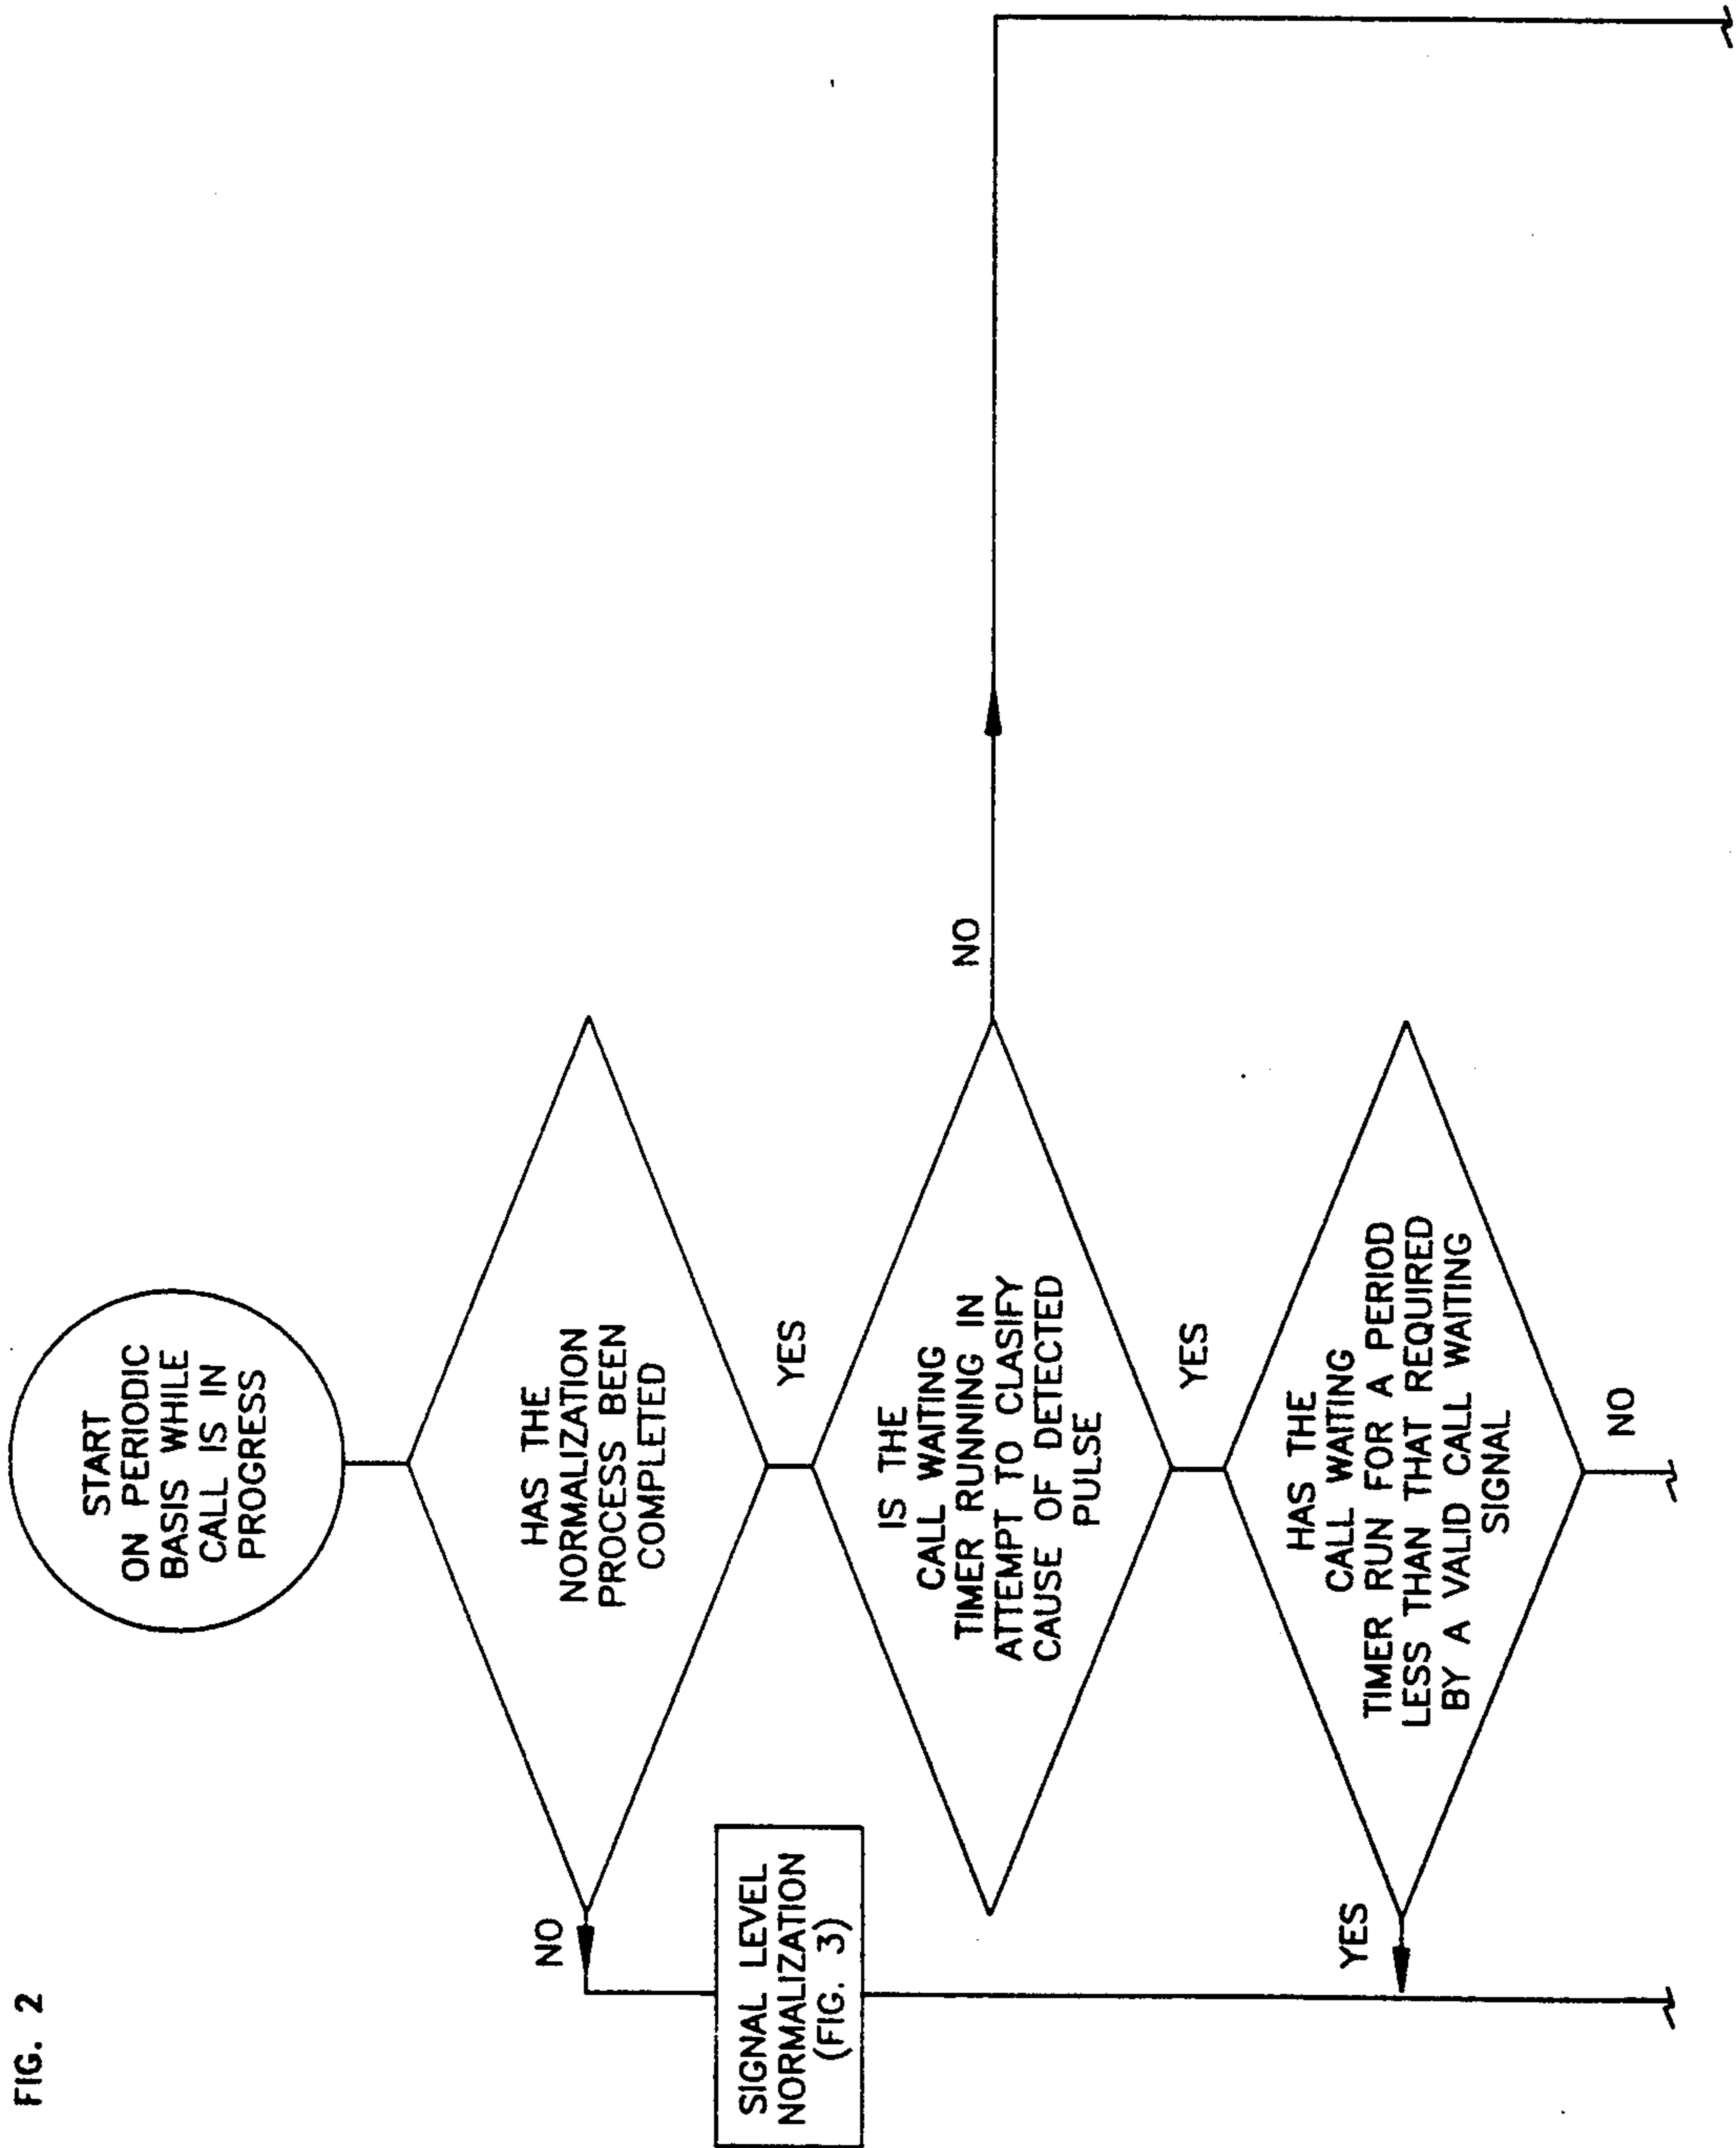 FIG. 2
START
ON PERIODIC
BASIS WHILE
CALL IS IN
PROGRESS
HAS THE
NORMALIZATION
PROCESS BEEN
COMPLETED
NO
YES
SIGNAL LEVEL
NORMALIZATION
(FIG. 3)
IS THE
CALL WAITING
TIMER RUNNING IN
ATTEMPT TO CLASIFY
CAUSE OF DETECTED
PULSE
NO
YES
HAS THE
CALL WAITING
TIMER RUN FOR A PERIOD
LESS THAN THAT REQUIRED
BY A VALID CALL WAITING
SIGNAL
YES
NO